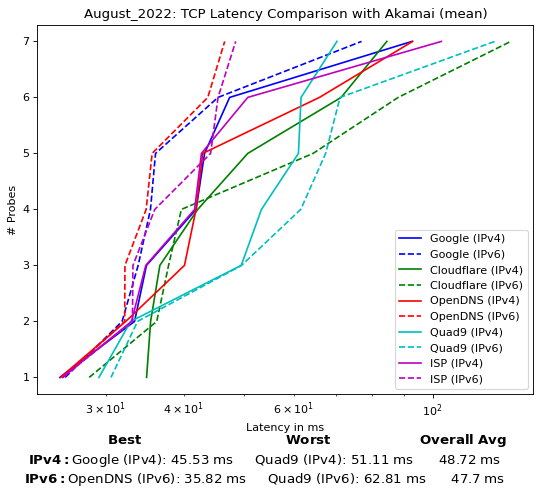 August_2022: TCP Latency Comparison with Akamai (mean)
# Probes
7
6
5
4
3
2
1
Google (IPv4)
Google (IPv6)
Cloudflare (IPv4)
Cloudflare (IPv6)
OpenDNS (IPv4)
OpenDNS (IPv6)
Quad9 (IPv4)
Quad9 (IPv6)
ISP (IPv4)
ISP (IPv6)
3 × 10¹ 4 × 10¹ 6 × 10¹ 10²
Latency in ms
Best Worst Overall Avg
IPv4: Google (IPv4): 45.53 ms Quad9 (IPv4): 51.11 ms 48.72 ms
IPv6: OpenDNS (IPv6): 35.82 ms Quad9 (IPv6): 62.81 ms 47.7 ms